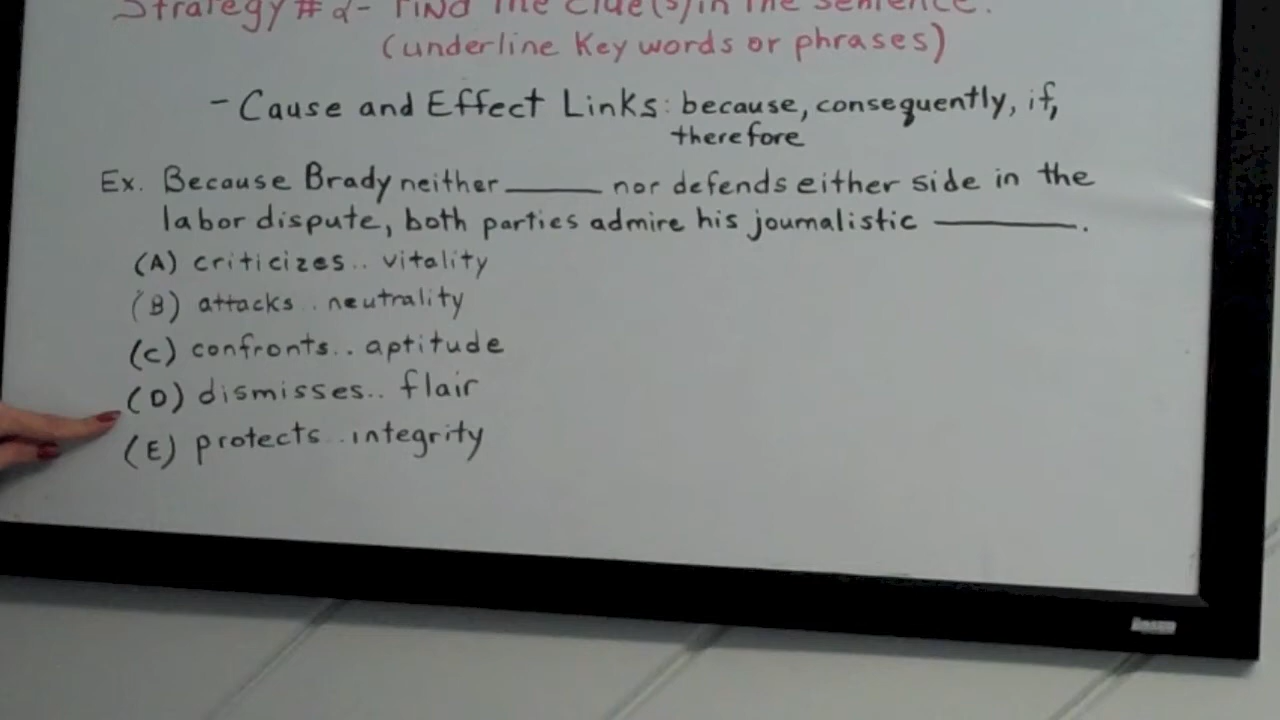 Strategy #2- Find the clue(s) in the sentence.
(underline Key words or phrases)
- Cause and Effect Links: because, consequently, if,
therefore
Ex. Because Brady neither _____ nor defends either side in the
labor dispute, both parties admire his journalistic _____.
(A) criticizes.. vitality
(B) attacks.. neutrality
(C) confronts.. aptitude
(D) dismisses.. flair
(E) protects..integrity